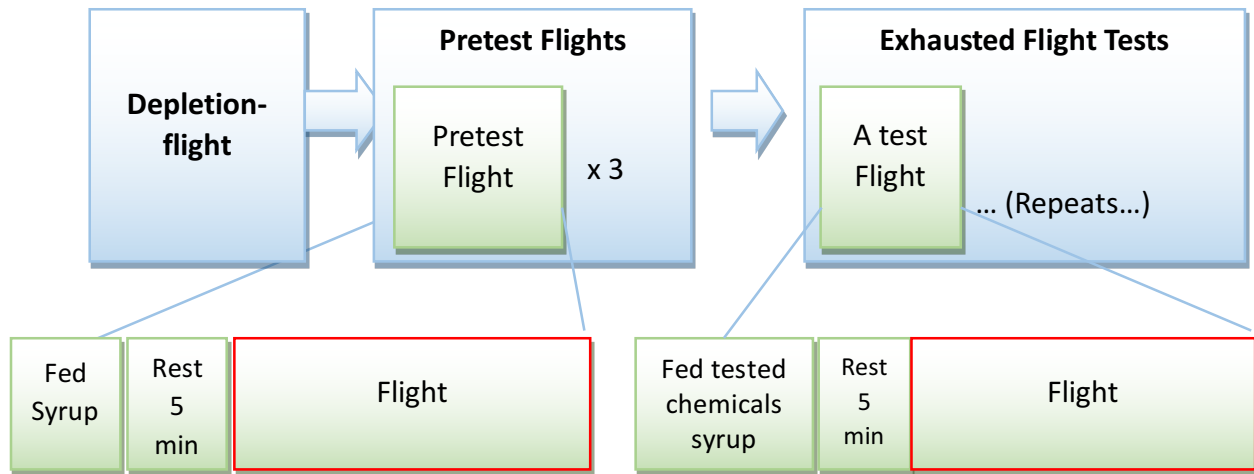 Depletion-
flight
Pretest Flights
Pretest
Flight
x 3
Exhausted Flight Tests
A test
Flight
... (Repeats...)
Fed
Syrup
Rest
5
min
Flight
Fed tested
chemicals
syrup
Rest
5
min
Flight